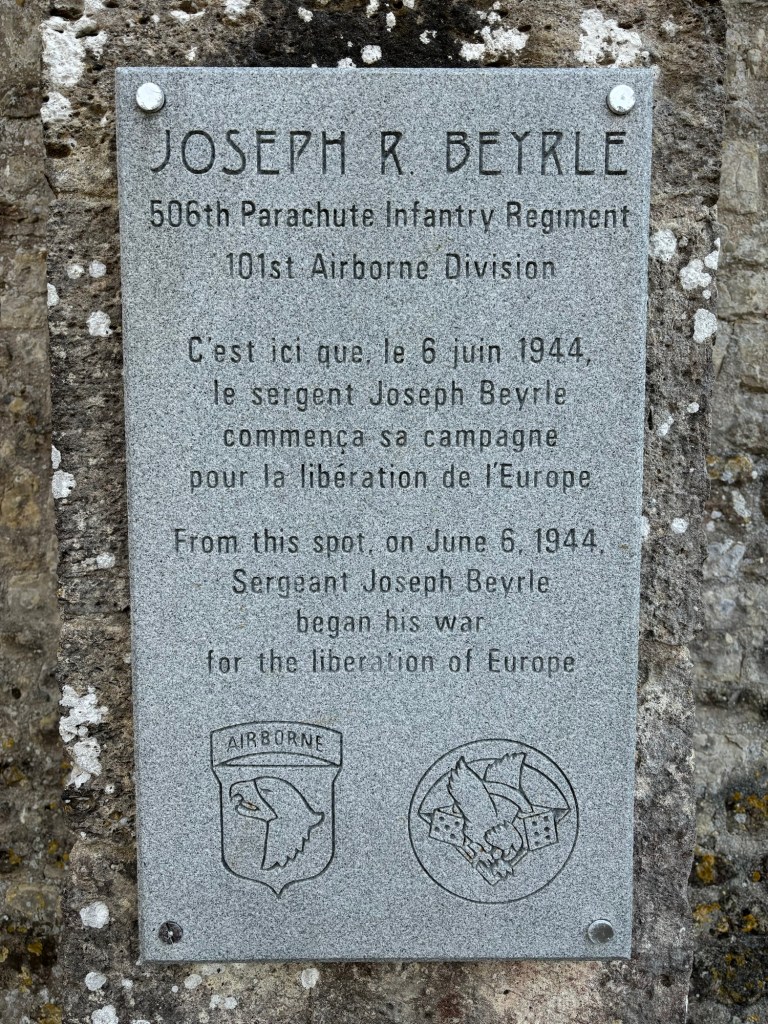 JOSEPH R. BEYRLE
506th Parachute Infantry Regiment
101st Airborne Division
C'est ici que, le 6 juin 1944,
le sergent Joseph Beyrle
commença sa campagne
pour la libération de l'Europe
From this spot, on June 6, 1944,
Sergeant Joseph Beyrle
began his war
for the liberation of Europe
AIRBORNE